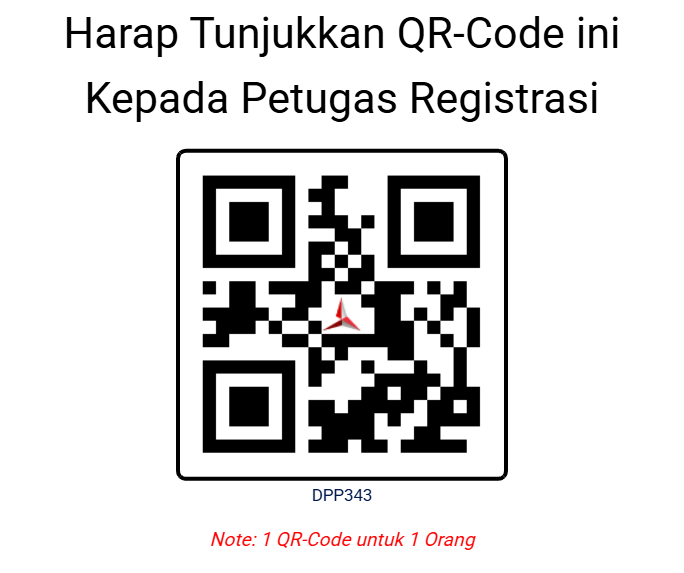 Harap Tunjukkan QR-Code ini
Kepada Petugas Registrasi
DPP343
Note: 1 QR-Code untuk 1 Orang